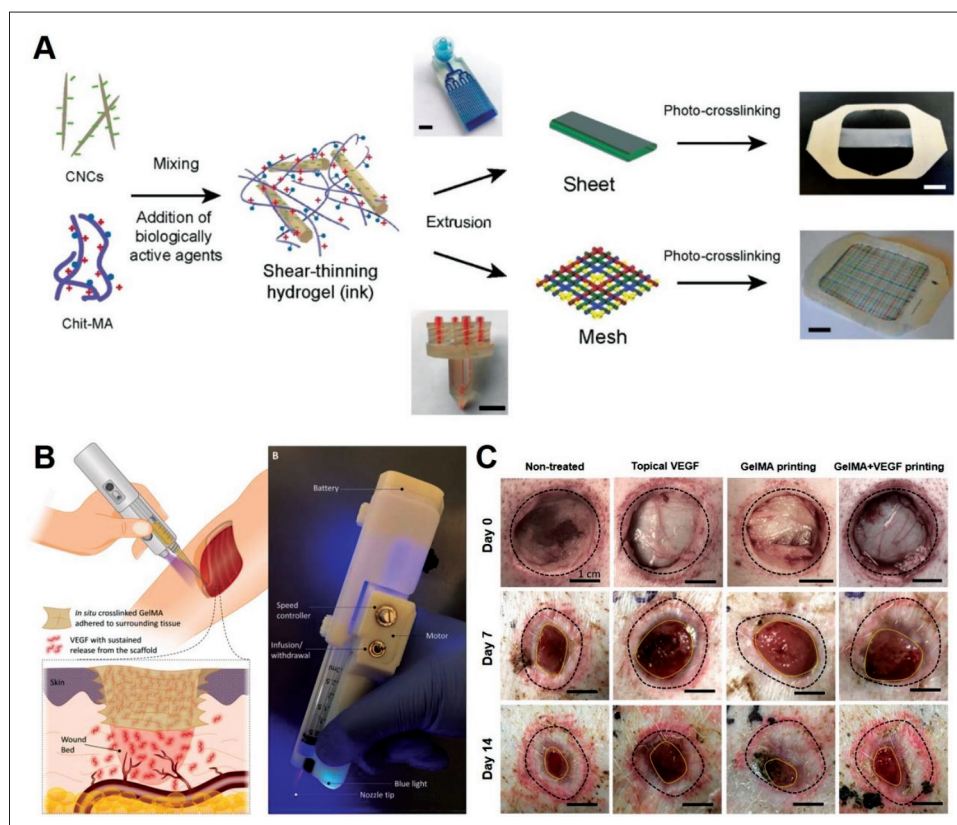 A
CNCs
Chit-MA
Mixing
Addition of
biologically
active agents
Shear-thinning
hydrogel (ink)
Extrusion
Sheet
Mesh
Photo-crosslinking
Photo-crosslinking
B
In situ crosslinked GelMA
adhered to surrounding tissue
VEGF with sustained
release from the scaffold
Skin
Wound
Bed
B
Battery
Speed
controller
Motor
Infusion/
withdrawal
Blue light
Nozzle tip
C
Non-treated
Topical VEGF
GelMA printing
GelMA+VEGF printing
Day 0
1 cm
Day 7
Day 14